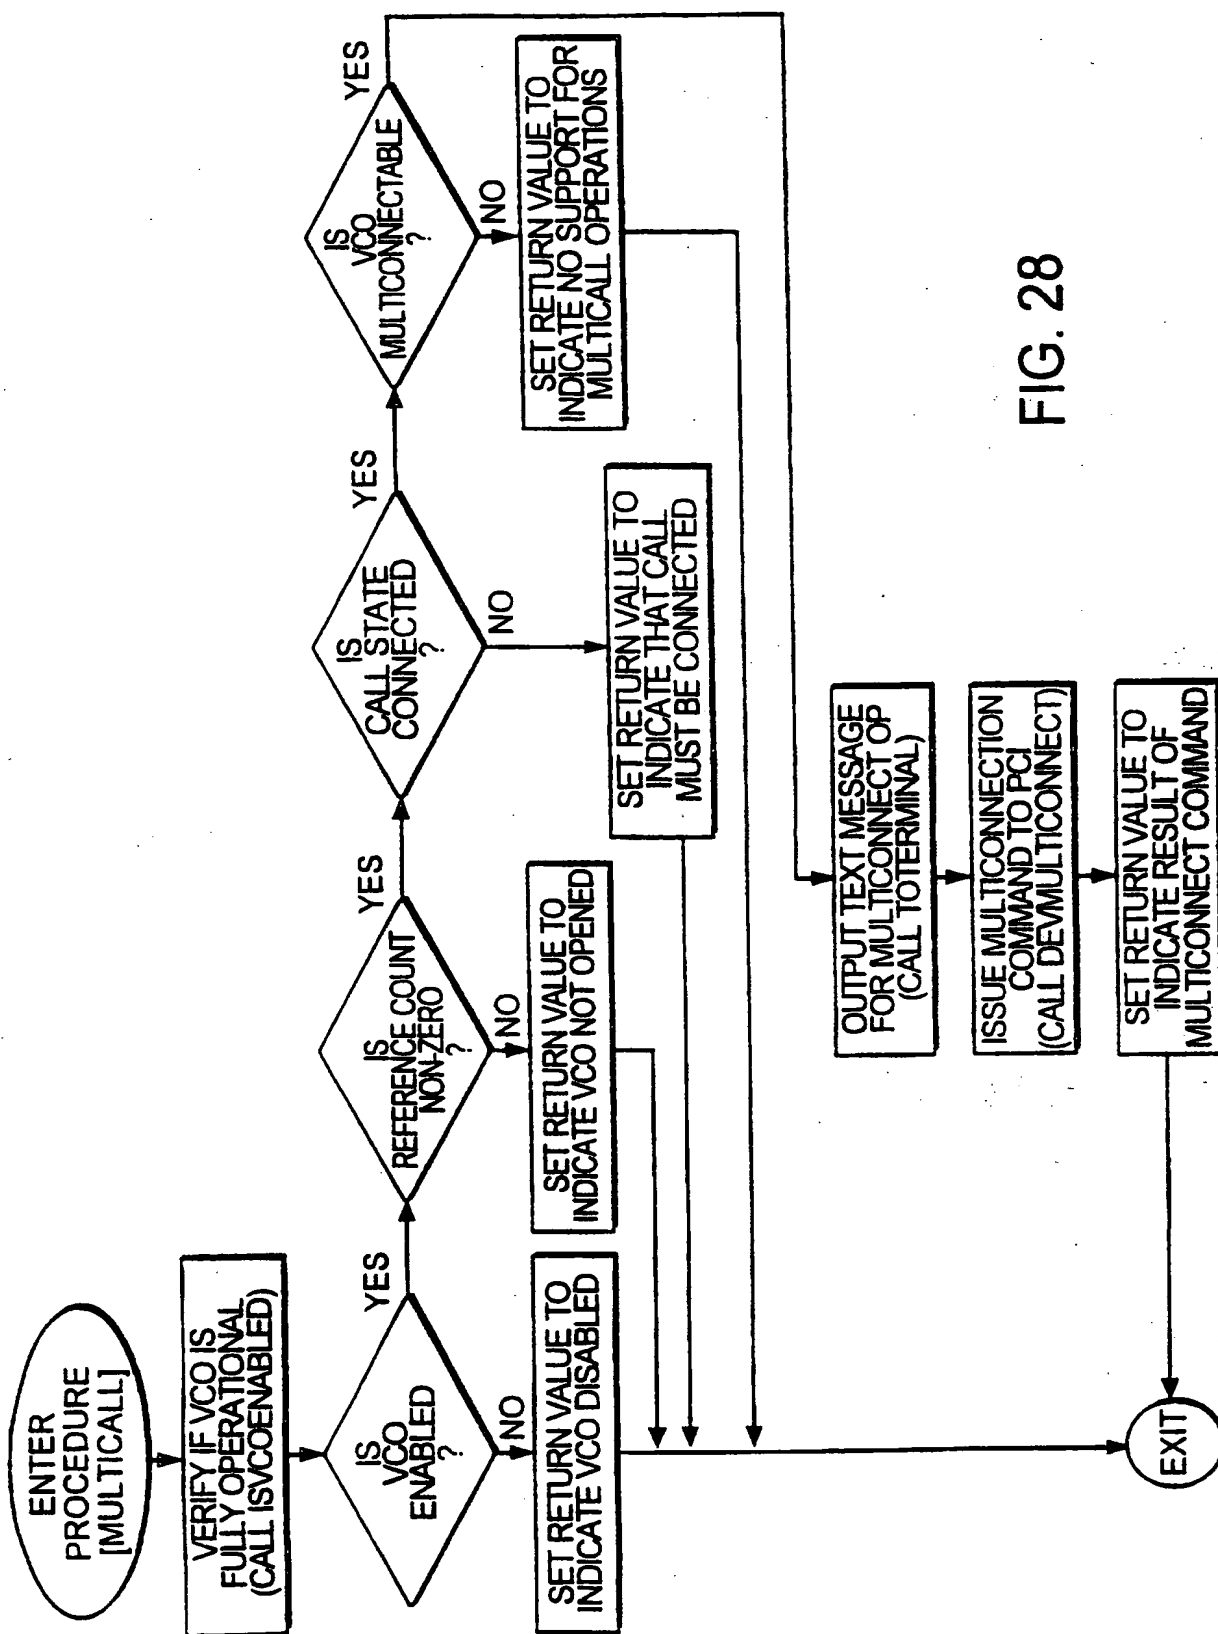 ENTER
PROCEDURE
[MULTICALL]
VERIFY IF VCO IS
FULLY OPERATIONAL
(CALL ISVCOENABLED)
IS
VCO
ENABLED
?
YES
NO
SET RETURN VALUE TO
INDICATE VCO DISABLED
IS
REFERENCE COUNT
NON-ZERO
?
YES
NO
SET RETURN VALUE TO
INDICATE VCO NOT OPENED
IS
CALL STATE
CONNECTED
?
YES
NO
SET RETURN VALUE TO
INDICATE THAT CALL
MUST BE CONNECTED
IS
VCO
MULTICONNECTABLE
?
YES
NO
SET RETURN VALUE TO
INDICATE NO SUPPORT FOR
MULTICALL OPERATIONS
OUTPUT TEXT MESSAGE
FOR MULTICONNECT OP
(CALL TOTERMINAL)
ISSUE MULTICONNECTION
COMMAND TO PCI
(CALL DEVMULTICONNECT)
SET RETURN VALUE TO
INDICATE RESULT OF
MULTICONNECT COMMAND
EXIT
FIG. 28